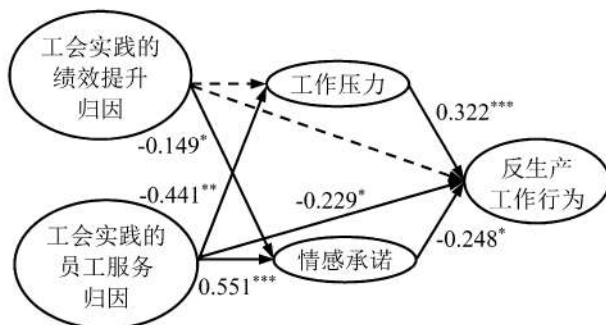 工会实践的
绩效提升
归因
工作压力
0.322***
-0.149*
-0.441**
-0.229*
反生产
工作行为
工会实践的
员工服务
归因
情感承诺
-0.248*
0.551***